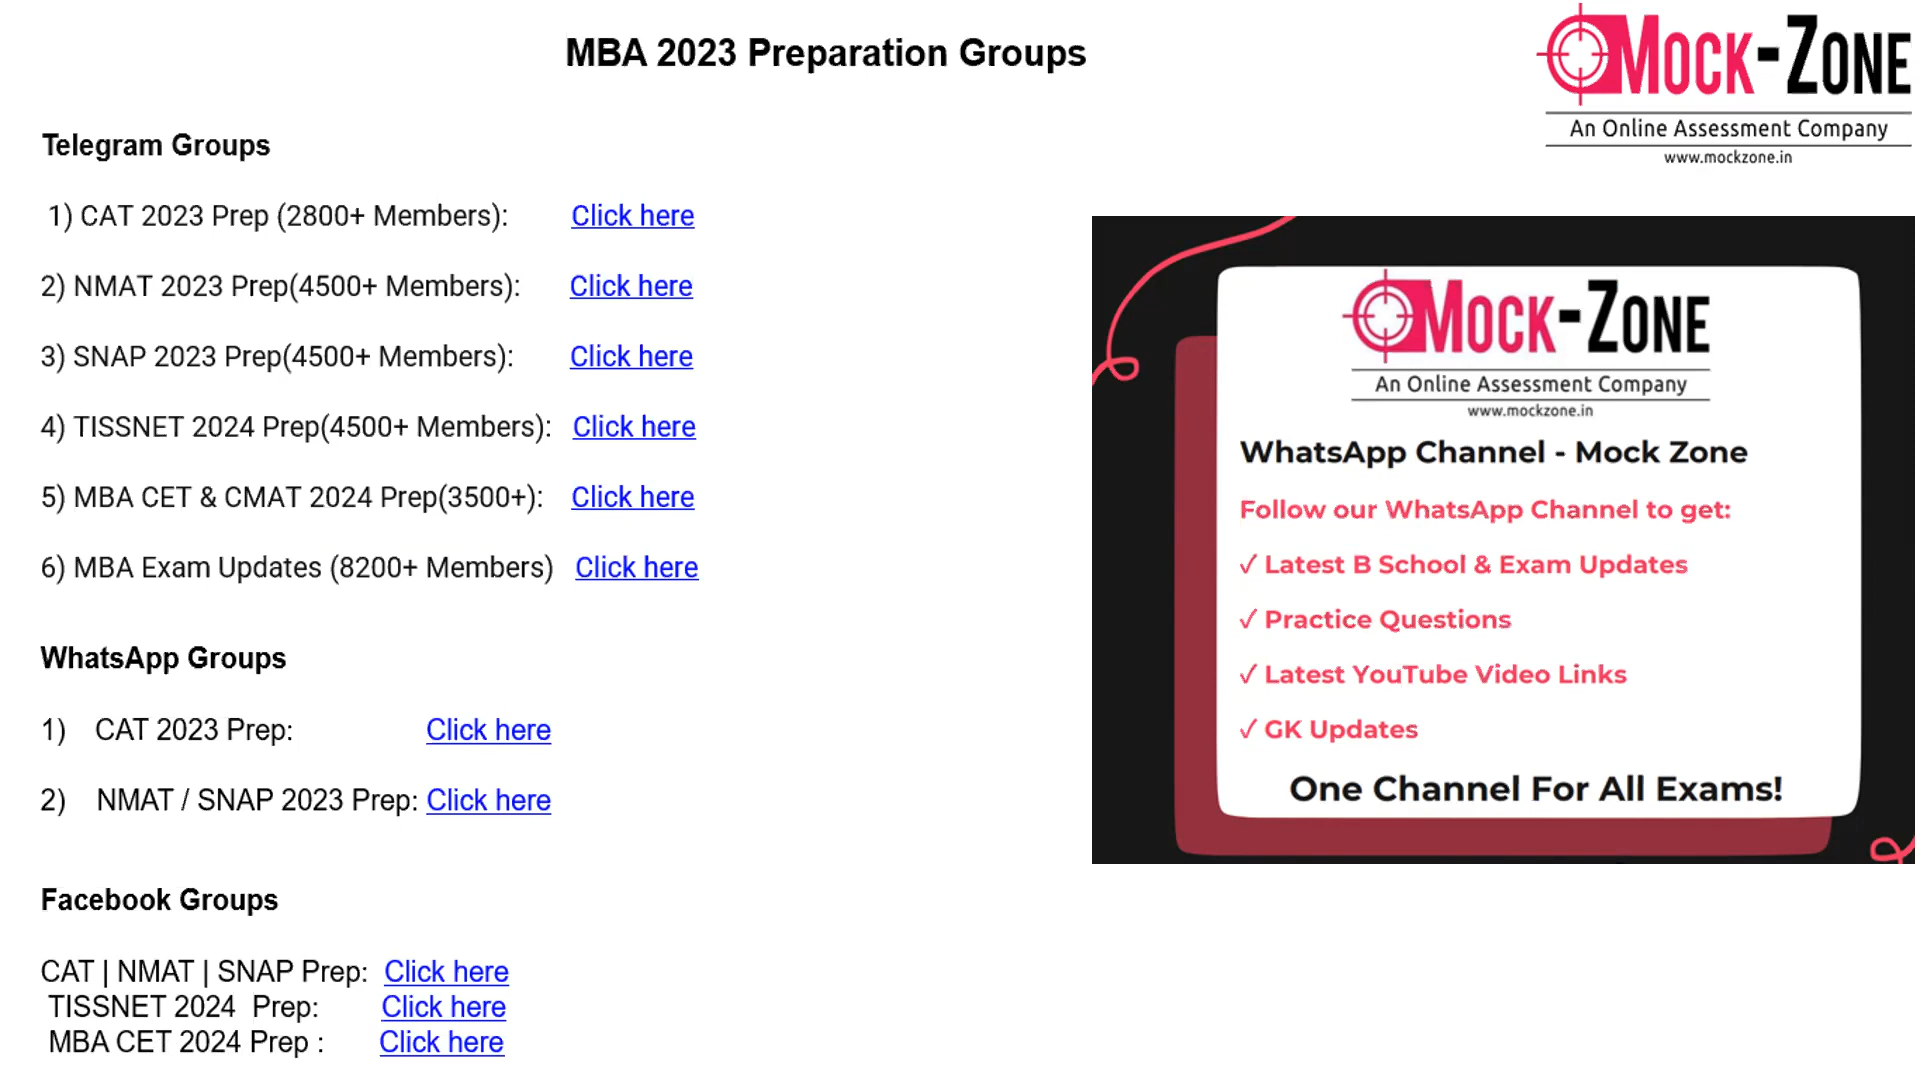 MBA 2023 Preparation Groups
MOCK-ZONE
An Online Assessment Company
www.mockzone.in
Telegram Groups
1) CAT 2023 Prep (2800+ Members): Click here
2) NMAT 2023 Prep(4500+ Members): Click here
3) SNAP 2023 Prep(4500+ Members): Click here
4) TISSNET 2024 Prep(4500+ Members): Click here
5) MBA CET & CMAT 2024 Prep(3500+): Click here
6) MBA Exam Updates (8200+ Members) Click here
WhatsApp Groups
1) CAT 2023 Prep: Click here
2) NMAT / SNAP 2023 Prep: Click here
Facebook Groups
CAT | NMAT | SNAP Prep: Click here
TISSNET 2024 Prep: Click here
MBA CET 2024 Prep : Click here
MOCK-ZONE
An Online Assessment Company
www.mockzone.in
WhatsApp Channel - Mock Zone
Follow our WhatsApp Channel to get:
✓ Latest B School & Exam Updates
✓ Practice Questions
✓ Latest YouTube Video Links
✓ GK Updates
One Channel For All Exams!